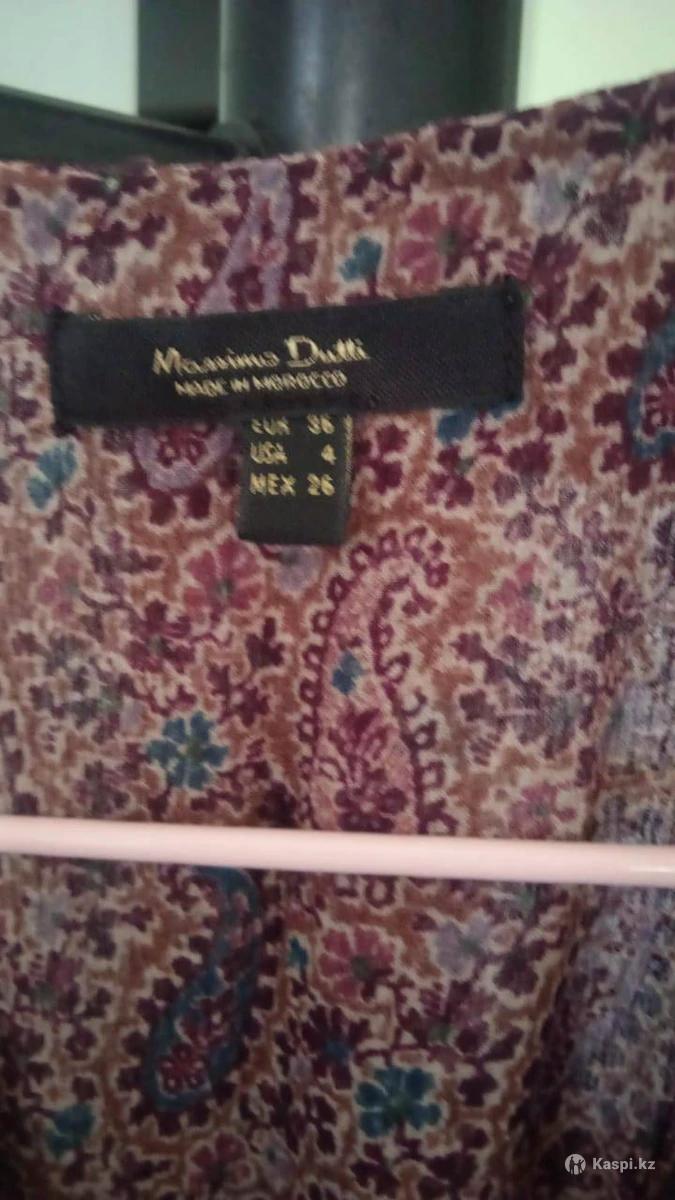 Massimo Dutti
MADE IN MOROCCO
EUR 36
USA 4
MEX 26
Kaspi.kz